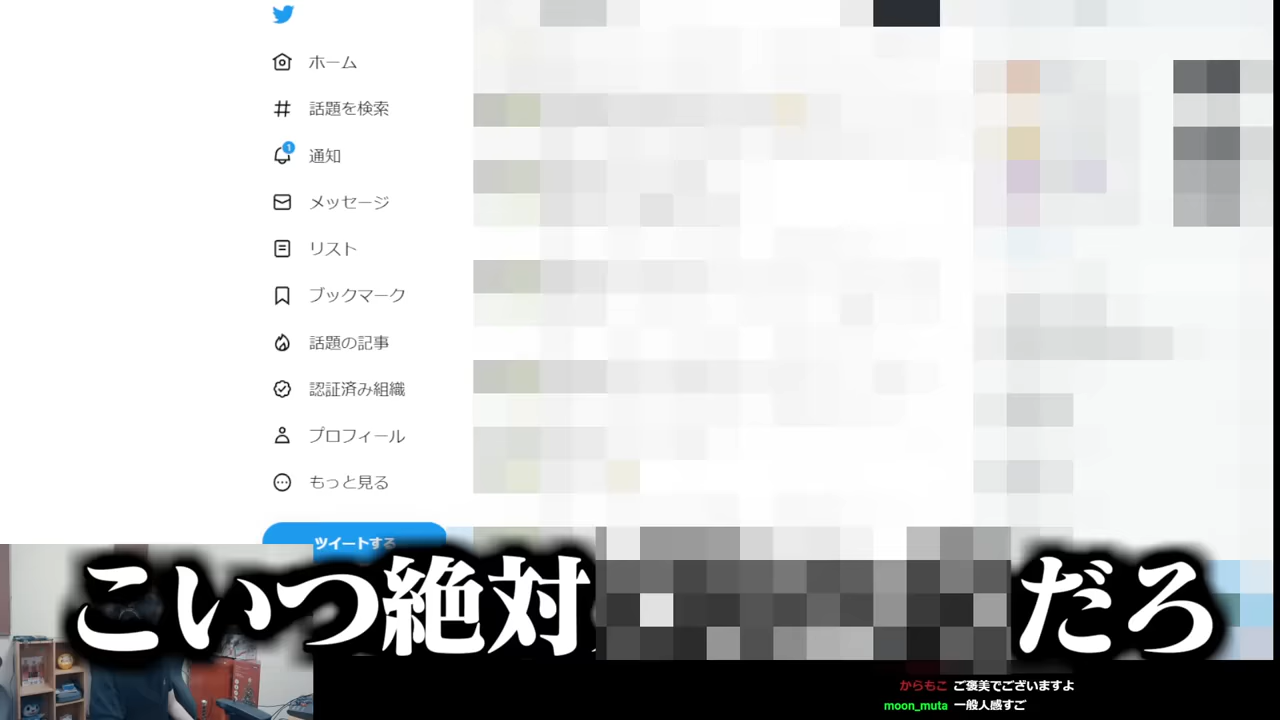 ホーム
話題を検索
1
通知
メッセージ
リスト
ブックマーク
話題の記事
認証済み組織
プロフィール
もっと見る
ツイートする
こいつ絶対 だろ
からもこ ご褒美でございますよ
moon_muta 一般人感すご